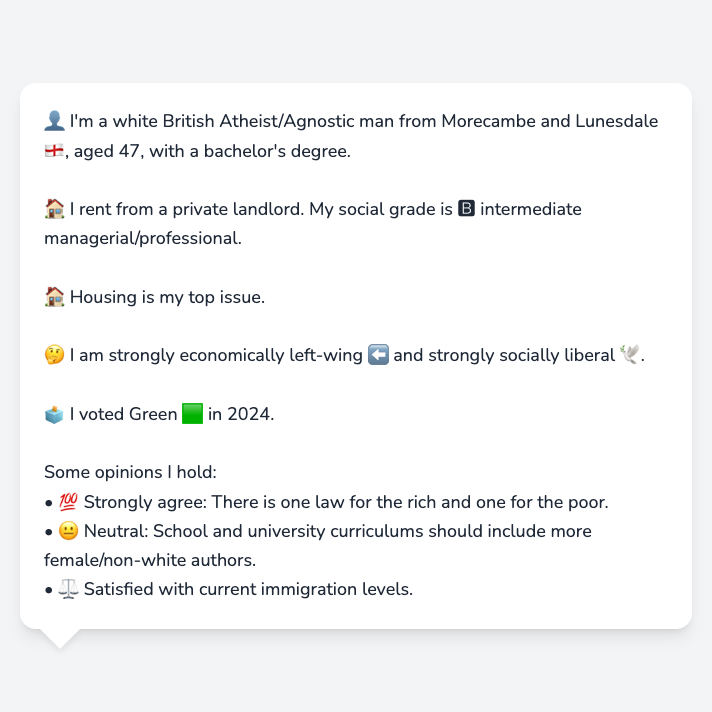 👤 I'm a white British Atheist/Agnostic man from Morecambe and Lunesdale
🏴󠁧󠁢󠁥󠁮󠁧󠁿, aged 47, with a bachelor's degree.
🏠 I rent from a private landlord. My social grade is 🅱 intermediate
managerial/professional.
🏠 Housing is my top issue.
🤔 I am strongly economically left-wing ⬅️ and strongly socially liberal 🕊️.
🗳️ I voted Green 🟩 in 2024.
Some opinions I hold:
• 💯 Strongly agree: There is one law for the rich and one for the poor.
• 😐 Neutral: School and university curriculums should include more
female/non-white authors.
• ⚖️ Satisfied with current immigration levels.